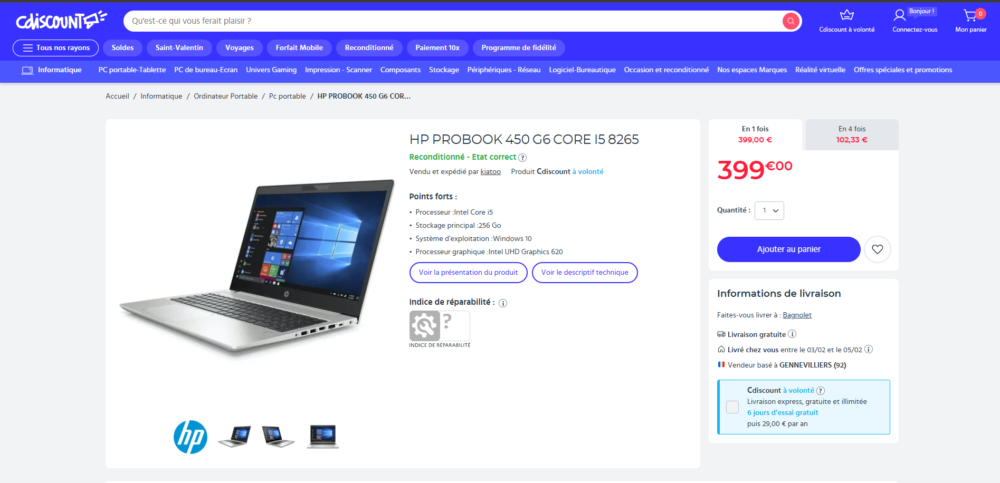 cdiscount
Qu'est-ce qui vous ferait plaisir ?
Cdiscount à volonté
Bonjour !
Connectez-vous
0
Mon panier
Tous nos rayons
Soldes
Saint-Valentin
Voyages
Forfait Mobile
Reconditionné
Paiement 10x
Programme de fidélité
Informatique
PC portable-Tablette
PC de bureau-Ecran
Univers Gaming
Impression - Scanner
Composants
Stockage
Périphériques - Réseau
Logiciel-Bureautique
Occasion et reconditionné
Nos espaces Marques
Réalité virtuelle
Offres spéciales et promotions
Accueil / Informatique / Ordinateur Portable / Pc portable / HP PROBOOK 450 G6 COR...
HP PROBOOK 450 G6 CORE I5 8265
Reconditionné - Etat correct ?
Vendu et expédié par kiatoo Produit Cdiscount à volonté
Points forts :
• Processeur :Intel Core i5
• Stockage principal :256 Go
• Système d'exploitation :Windows 10
• Processeur graphique :Intel UHD Graphics 620
Voir la présentation du produit
Voir le descriptif technique
Indice de réparabilité : i
?
INDICE DE RÉPARABILITÉ
hp
En 1 fois
399,00 €
En 4 fois
102,33 €
399€00
Quantité : 1
Ajouter au panier
Informations de livraison
Faites-vous livrer à : Bagnolet
Livraison gratuite i
Livré chez vous entre le 03/02 et le 05/02 i
Vendeur basé à GENNEVILLIERS (92)
Cdiscount à volonté ?
Livraison express, gratuite et illimitée
6 jours d’essai gratuit
puis 29,00 € par an